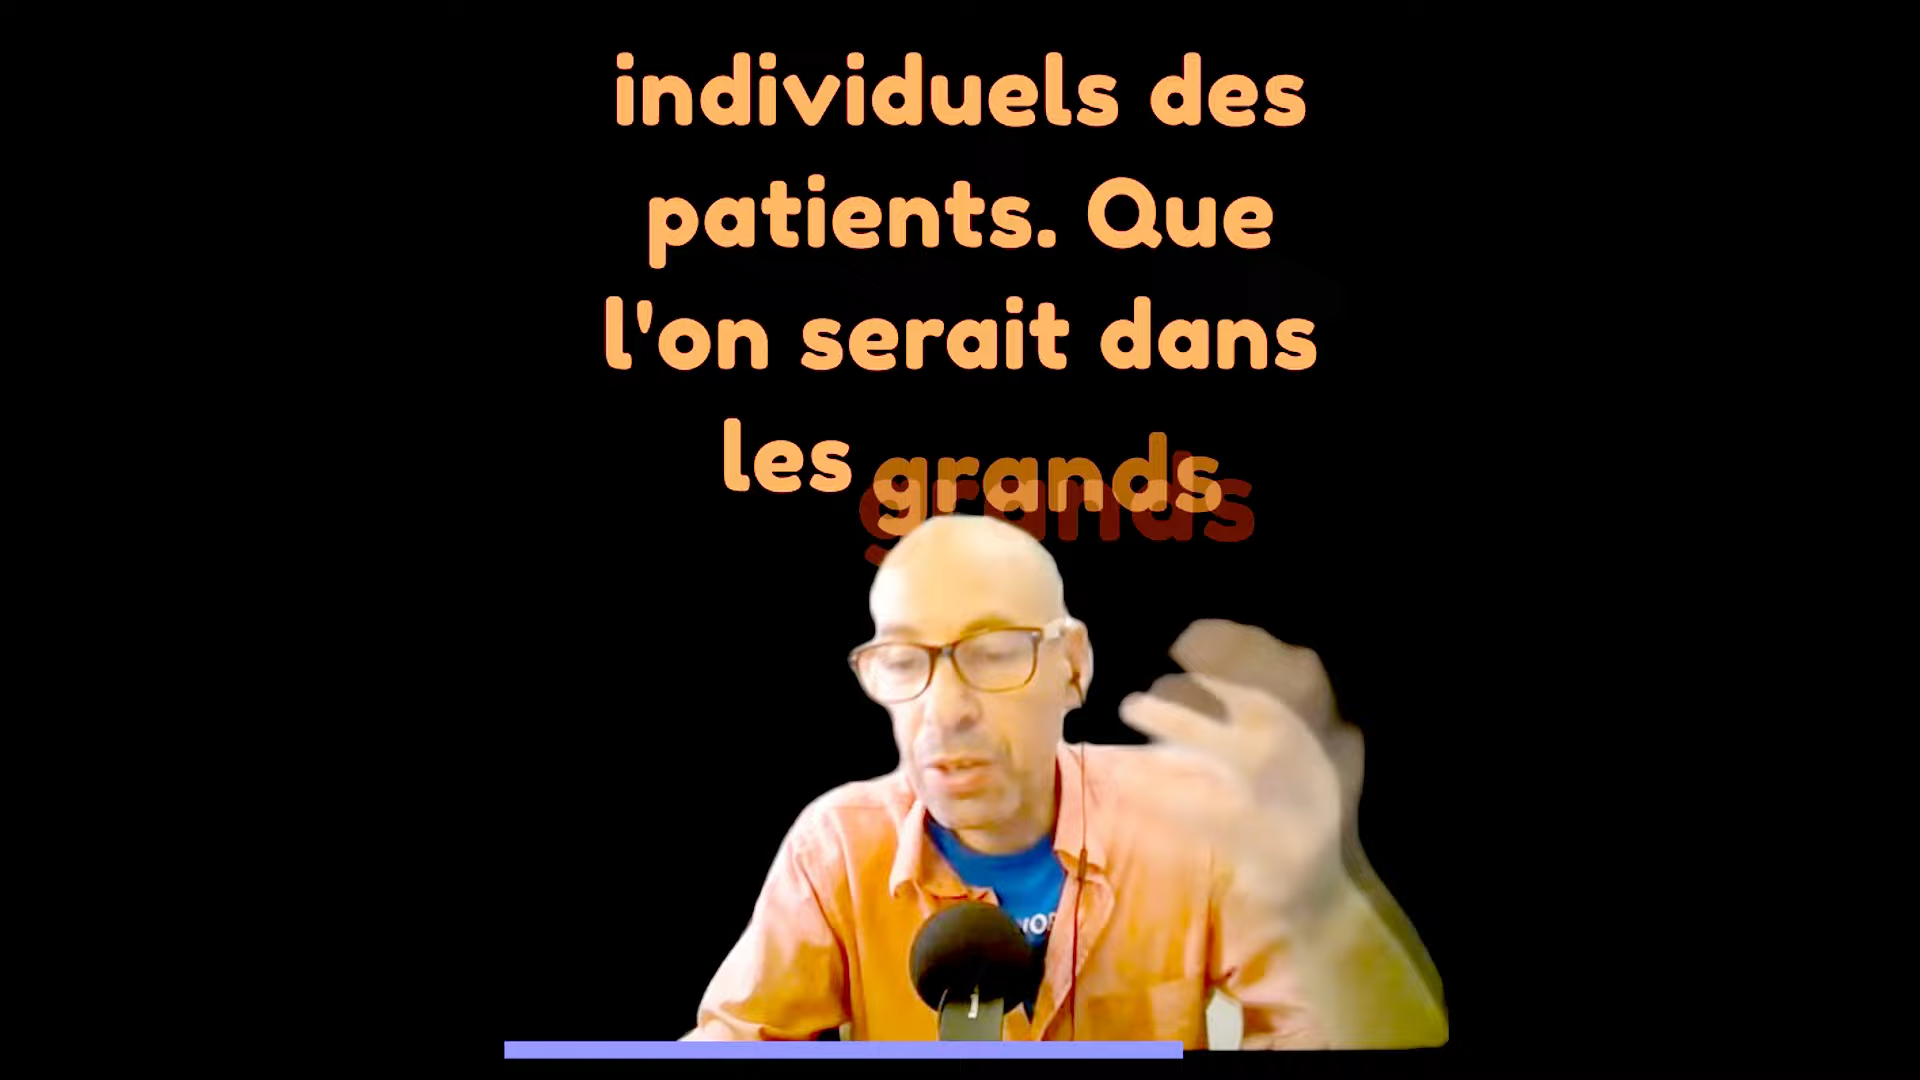 individuels des
patients. Que
l'on serait dans
les grands